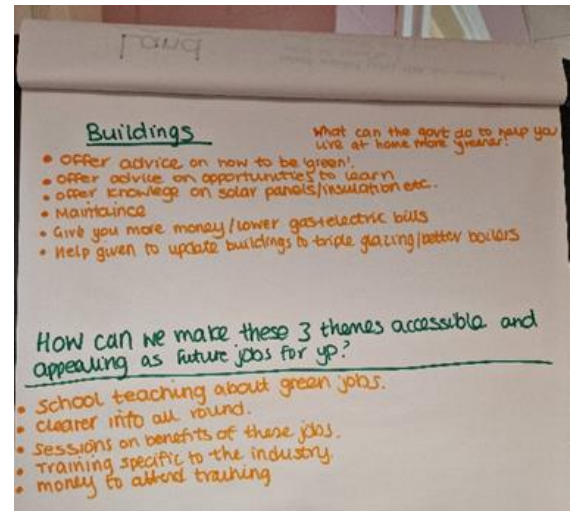 Land
Buildings
What can the govt do to help you
live at home more greener?
• Offer advice on how to be 'green'.
• Offer advice on opportunities to learn
• offer knowlege on solar panels/insulation etc.
• Maintaince
• Give you more money/lower gas+electric bills
• Help given to update buildings to triple glazing/better boilers
How can we make these 3 themes accessible and
appealing as future jobs for yp?
• School teaching about green jobs.
• clearer info all round.
• Sessions on benefits of these jobs.
• Training specific to the industry.
• money to attend training